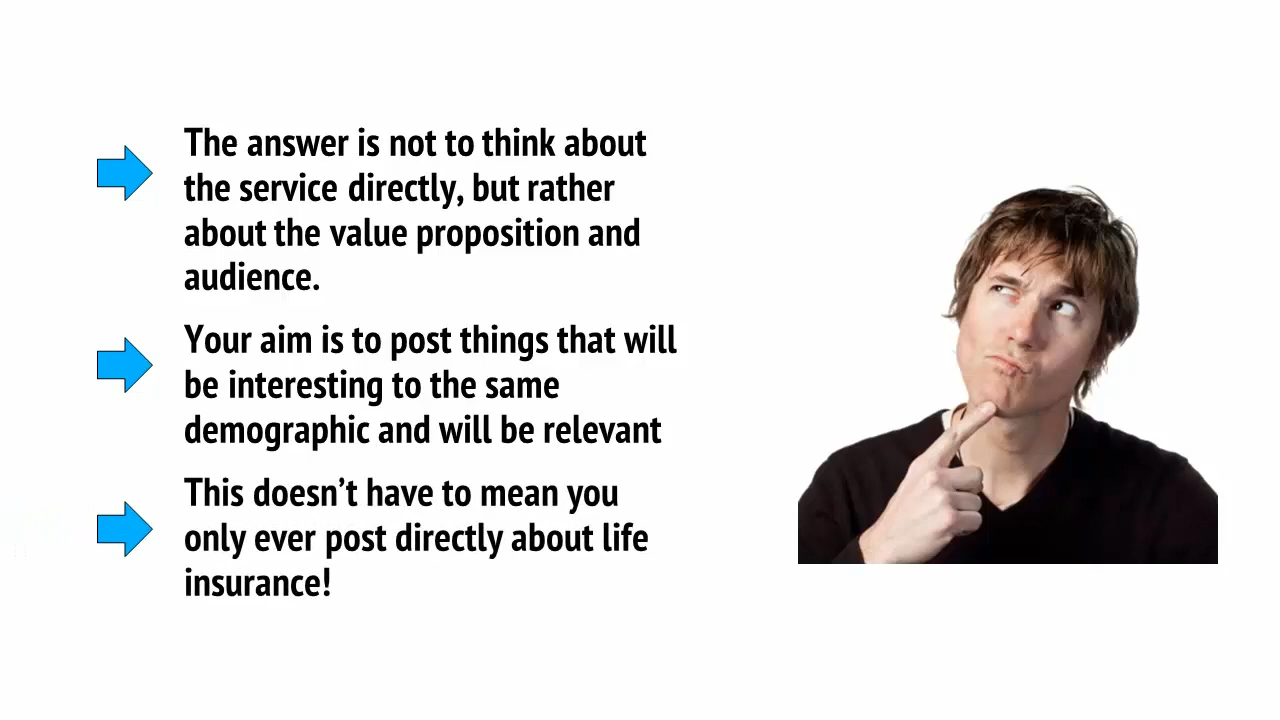 The answer is not to think about
the service directly, but rather
about the value proposition and
audience.
Your aim is to post things that will
be interesting to the same
demographic and will be relevant
This doesn’t have to mean you
only ever post directly about life
insurance!